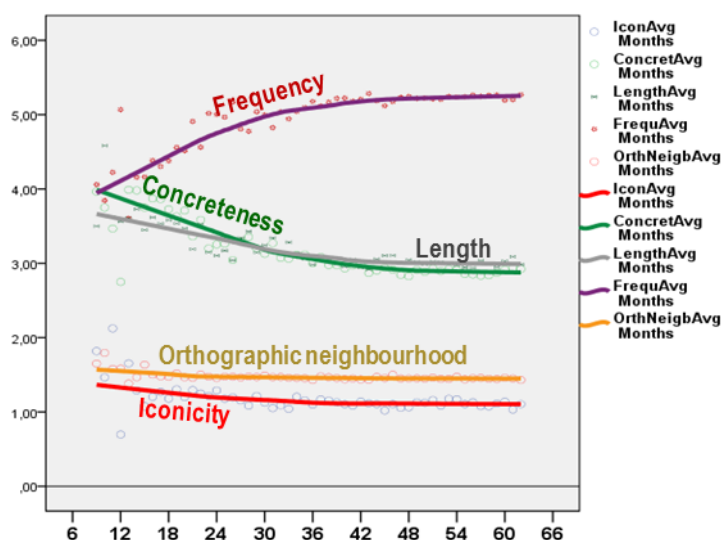 6,00
5,00
4,00
3,00
2,00
1,00
,00
6 12 18 24 30 36 42 48 54 60 66
Frequency
Concreteness
Length
Orthographic neighbourhood
Iconicity
IconAvg
Months
ConcretAvg
Months
LengthAvg
Months
FrequAvg
Months
OrthNeigbAvg
Months
IconAvg
Months
ConcretAvg
Months
LengthAvg
Months
FrequAvg
Months
OrthNeigbAvg
Months